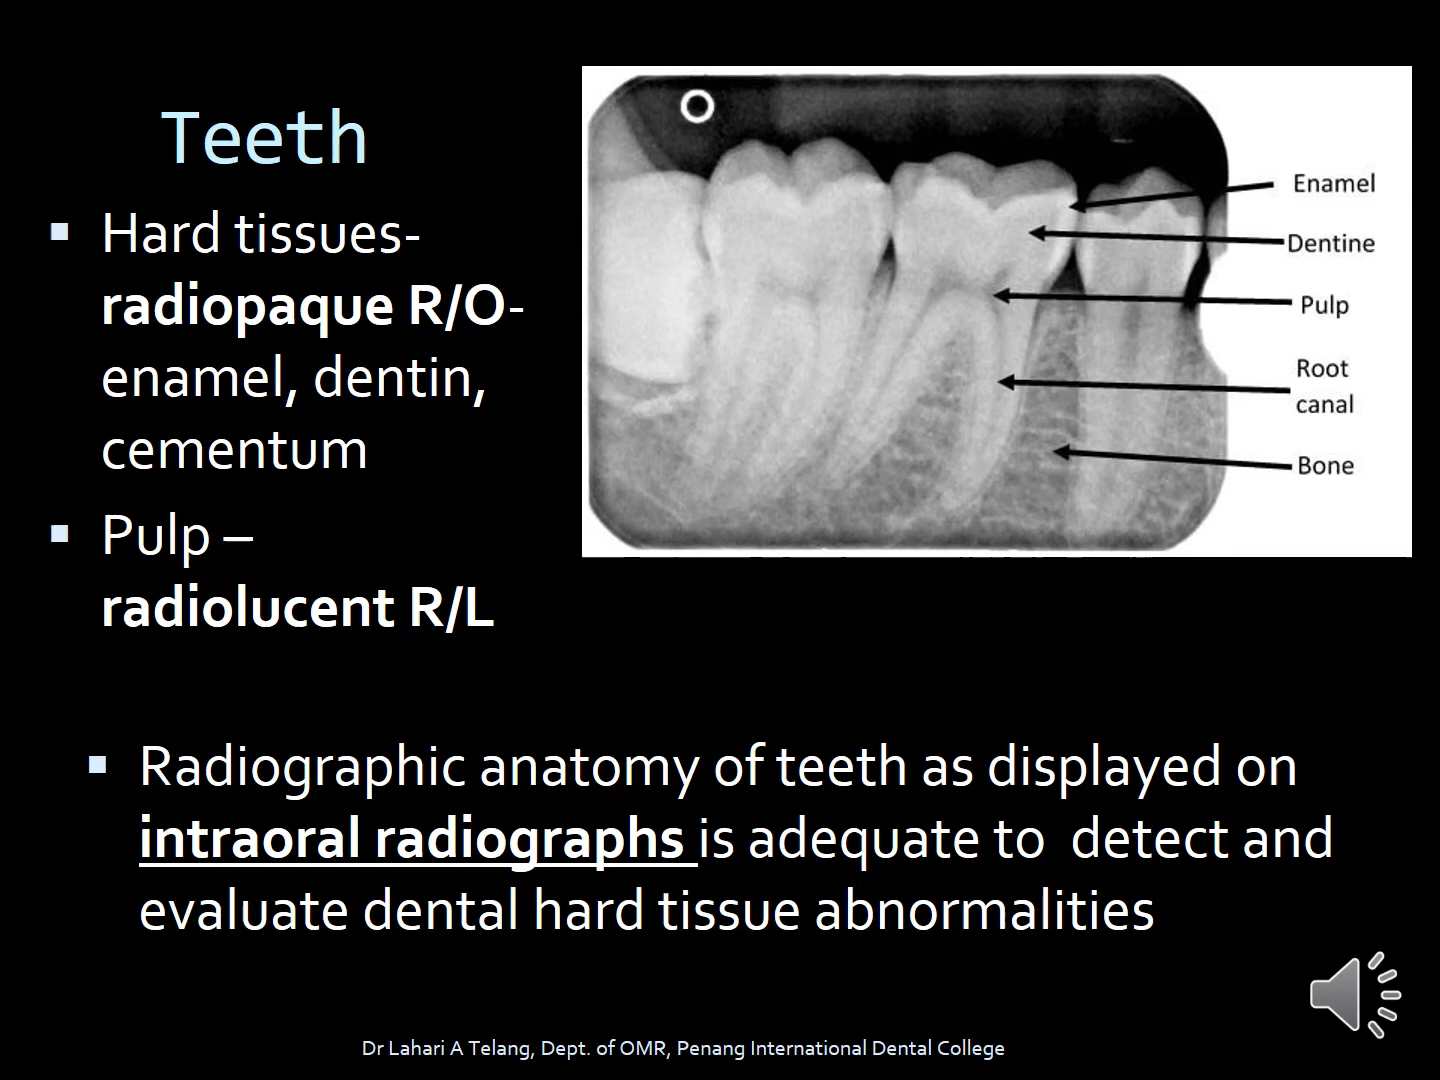 Teeth
Hard tissues-
radiopaque R/O-
enamel, dentin,
cementum
Pulp –
radiolucent R/L
Enamel
Dentine
Pulp
Root
canal
Bone
Radiographic anatomy of teeth as displayed on
intraoral radiographs is adequate to  detect and
evaluate dental hard tissue abnormalities
Dr Lahari A Telang, Dept. of OMR, Penang International Dental College